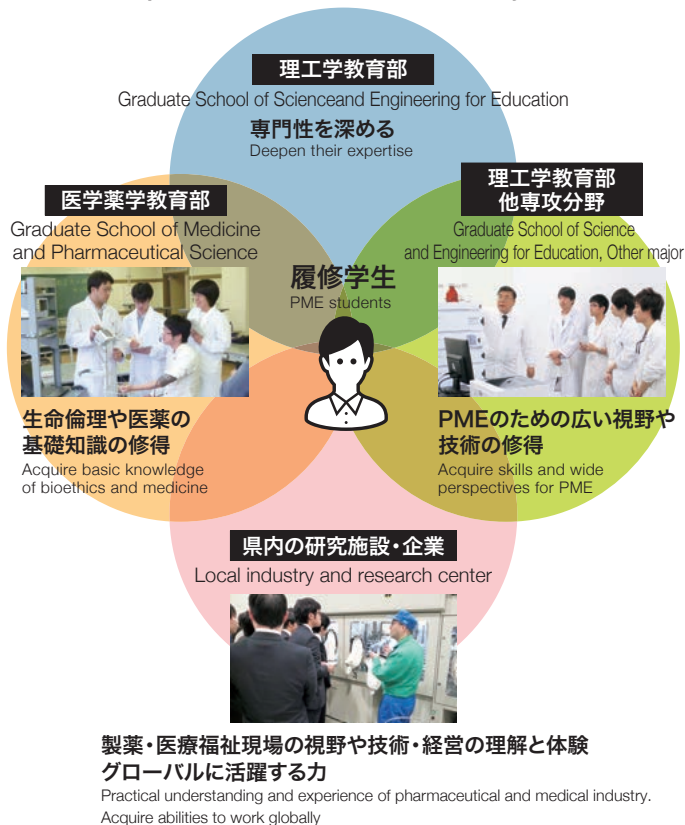 理工学教育部
Graduate School of Scienceand Engineering for Education
専門性を深める
Deepen their expertise
医学薬学教育部
Graduate School of Medicine
and Pharmaceutical Science
生命倫理や医薬の
基礎知識の修得
Acquire basic knowledge
of bioethics and medicine
履修学生
PME students
理工学教育部
他専攻分野
Graduate School of Science
and Engineering for Education, Other major
PMEのための広い視野や
技術の修得
Acquire skills and wide
perspectives for PME
県内の研究施設・企業
Local industry and research center
製薬・医療福祉現場の視野や技術・経営の理解と体験
グローバルに活躍する力
Practical understanding and experience of pharmaceutical and medical industry.
Acquire abilities to work globally